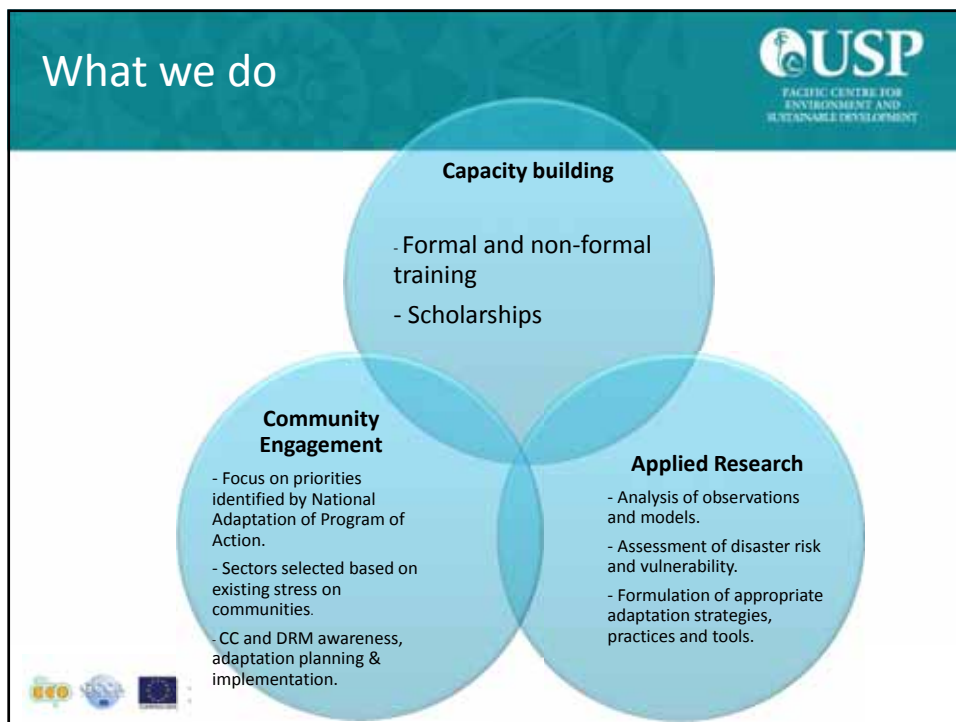 What we do
USP
PACIFIC CENTRE FOR
ENVIRONMENT AND
SUSTAINABLE DEVELOPMENT
Capacity building
- Formal and non-formal
training
- Scholarships
Community
Engagement
- Focus on priorities
identified by National
Adaptation of Program of
Action.
- Sectors selected based on
existing stress on
communities.
- CC and DRM awareness,
adaptation planning &
implementation.
Applied Research
- Analysis of observations
and models.
- Assessment of disaster risk
and vulnerability.
- Formulation of appropriate
adaptation strategies,
practices and tools.